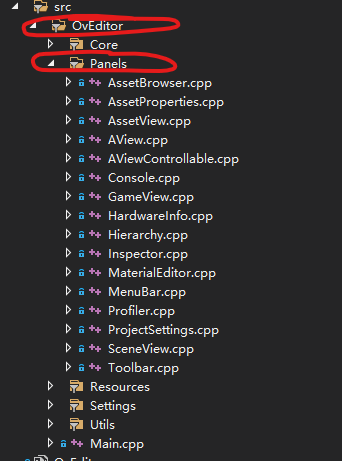 src
OvEditor
Core
Panels
AssetBrowser.cpp
AssetProperties.cpp
AssetView.cpp
AView.cpp
AViewControllable.cpp
Console.cpp
GameView.cpp
HardwareInfo.cpp
Hierarchy.cpp
Inspector.cpp
MaterialEditor.cpp
MenuBar.cpp
Profiler.cpp
ProjectSettings.cpp
SceneView.cpp
Toolbar.cpp
Resources
Settings
Utils
Main.cpp